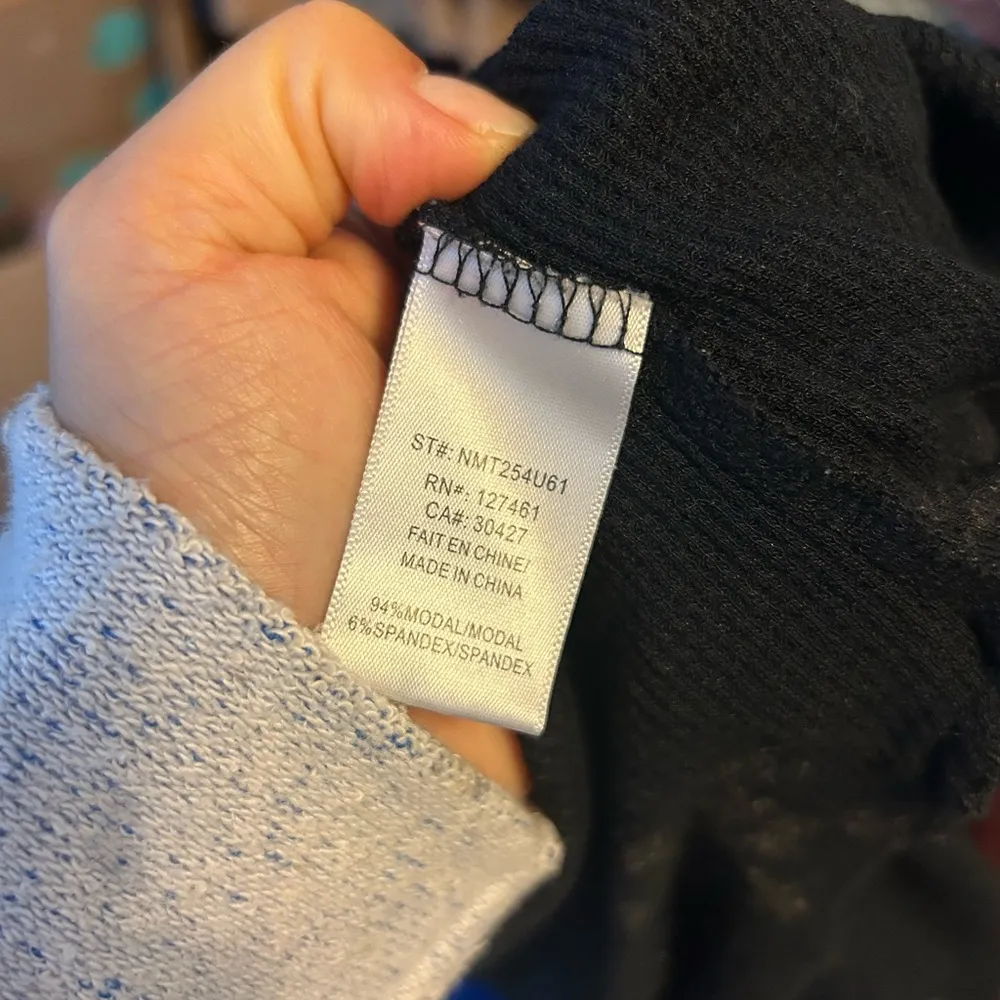 ST#: NMT254U61
RN#: 127461
CA#: 30427
FAIT EN CHINE/
MADE IN CHINA
94%MODAL/MODAL
6%SPANDEX/SPANDEX